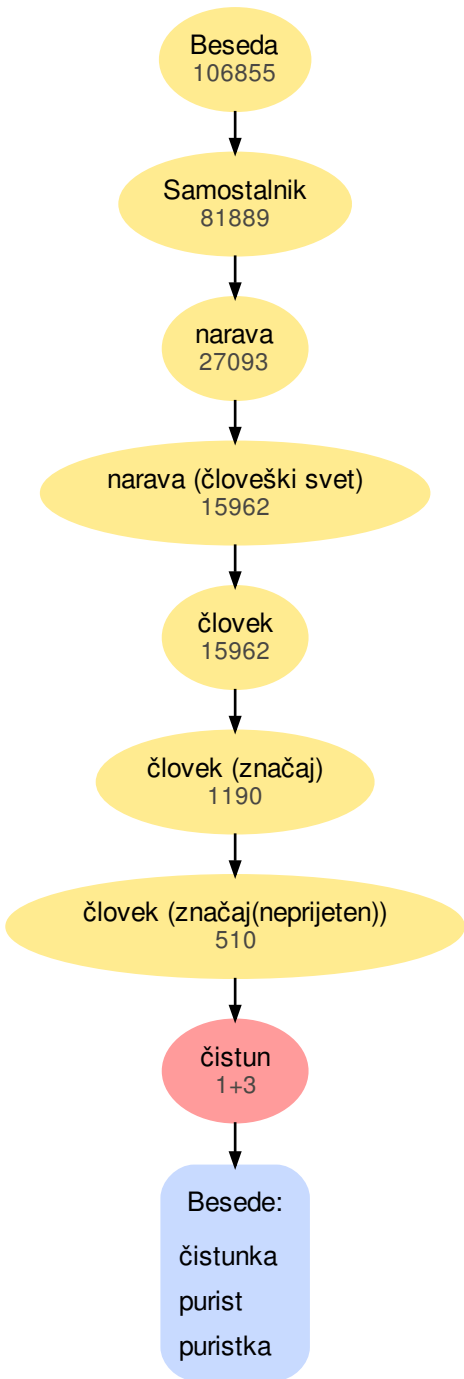 Beseda
106855
Samostalnik
81889
narava
27093
narava (človeški svet)
15962
človek
15962
človek (značaj)
1190
človek (značaj(neprijeten))
510
čistun
1+3
Besede:
čistunka
purist
puristka